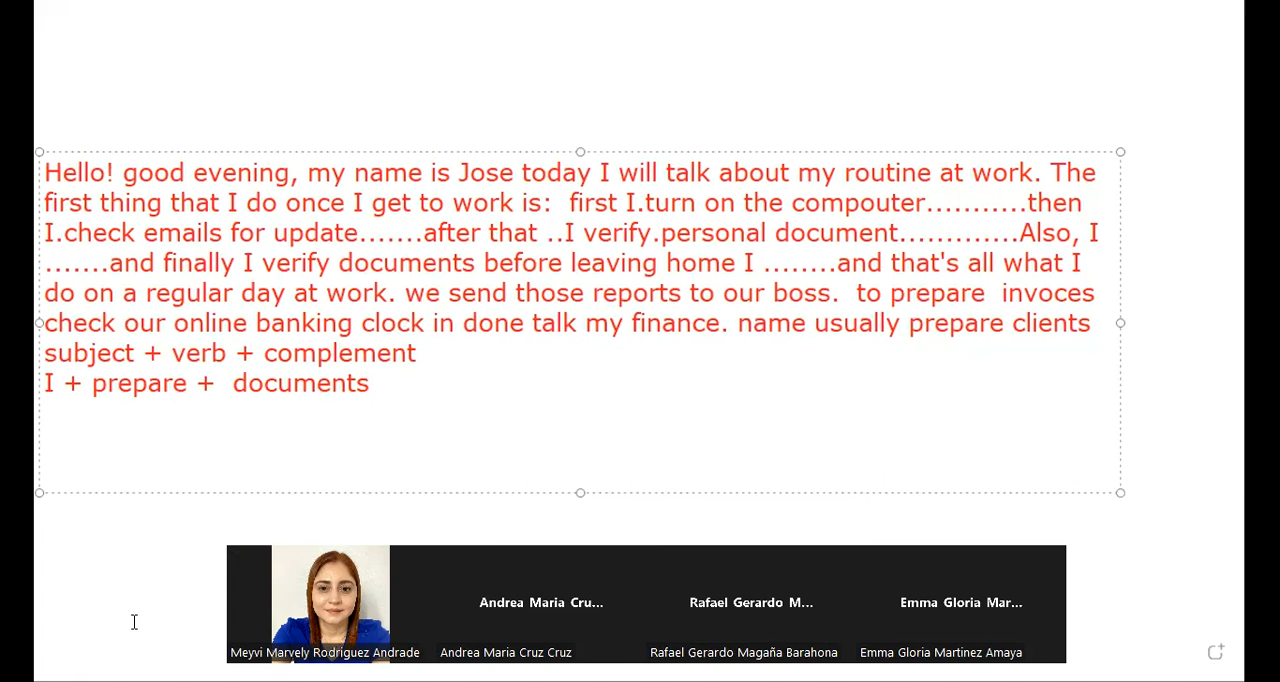 Hello! good evening, my name is Jose today I will talk about my routine at work. The
first thing that I do once I get to work is:  first I.turn on the compouter...........then
I.check emails for update.......after that ..I verify.personal document.............Also, I
.......and finally I verify documents before leaving home I ........and that's all what I
do on a regular day at work. we send those reports to our boss.  to prepare  invoces
check our online banking clock in done talk my finance. name usually prepare clients
subject + verb + complement
I + prepare +  documents
Andrea Maria Cru... Rafael Gerardo M... Emma Gloria Mar...
Meyvi Marvely Rodriguez Andrade Andrea Maria Cruz Cruz Rafael Gerardo Magaña Barahona Emma Gloria Martinez Amaya